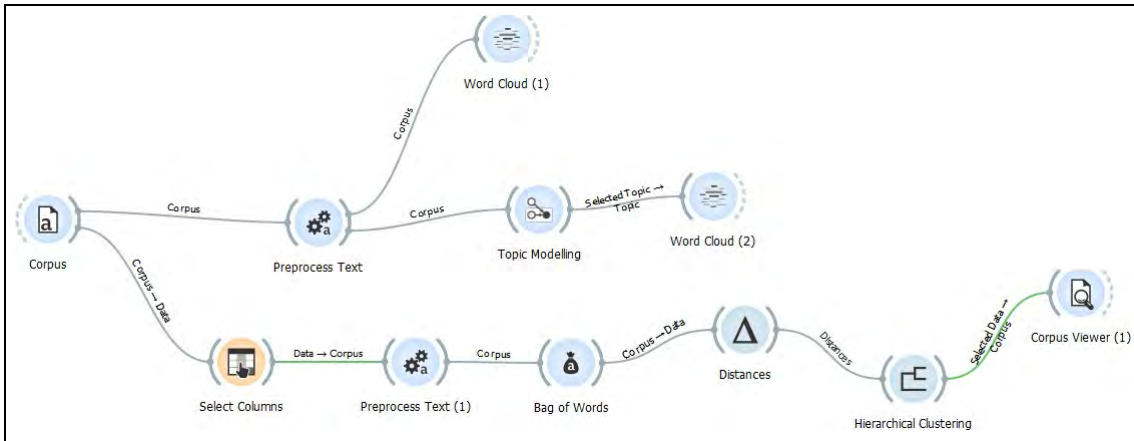 Word Cloud (1)
Corpus
Corpus
Corpus
Selected Topic →
Topic
Corpus
Preprocess Text
Topic Modelling
Word Cloud (2)
Corpus → Data
Data → Corpus
Corpus
Corpus → Data
Distances
Selected Data →
Corpus
Corpus Viewer (1)
Select Columns
Preprocess Text (1)
Bag of Words
Distances
Hierarchical Clustering
a
a
a
a
Δ